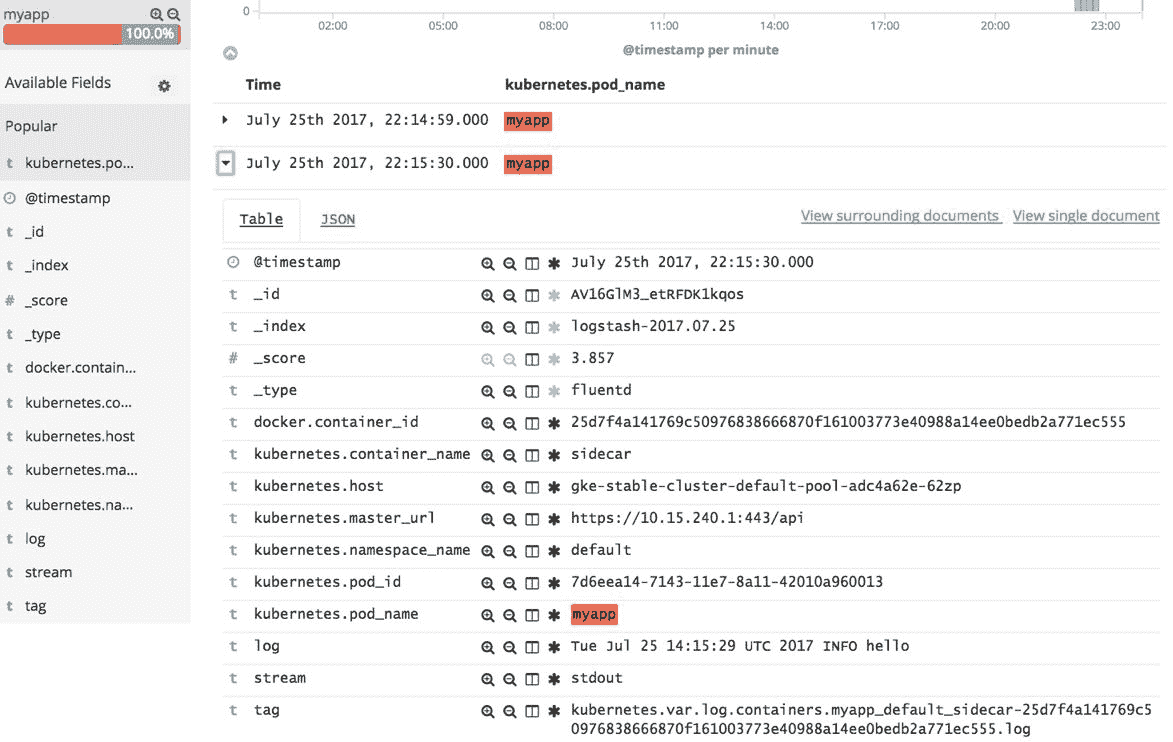 myapp
100.0%
Available Fields
Popular
t kubernetes.po...
@timestamp
t _id
t _index
# _score
t _type
t docker.contain...
t kubernetes.co...
t kubernetes.host
t kubernetes.ma...
t kubernetes.na...
t log
t stream
t tag
0
02:00 05:00 08:00 11:00 14:00 17:00 20:00 23:00
@timestamp per minute
Time kubernetes.pod_name
July 25th 2017, 22:14:59.000 myapp
July 25th 2017, 22:15:30.000 myapp
Table JSON View surrounding documents View single document
@timestamp July 25th 2017, 22:15:30.000
t _id AV16GlM3_etRFDK1kqos
t _index logstash-2017.07.25
# _score 3.857
t _type fluentd
t docker.container_id 25d7f4a141769c50976838666870f161003773e40988a14ee0bedb2a771ec555
t kubernetes.container_name sidecar
t kubernetes.host gke-stable-cluster-default-pool-adc4a62e-62zp
t kubernetes.master_url https://10.15.240.1:443/api
t kubernetes.namespace_name default
t kubernetes.pod_id 7d6eea14-7143-11e7-8a11-42010a960013
t kubernetes.pod_name myapp
t log Tue Jul 25 14:15:29 UTC 2017 INFO hello
t stream stdout
t tag kubernetes.var.log.containers.myapp_default_sidecar-25d7f4a141769c5
0976838666870f161003773e40988a14ee0bedb2a771ec555.log